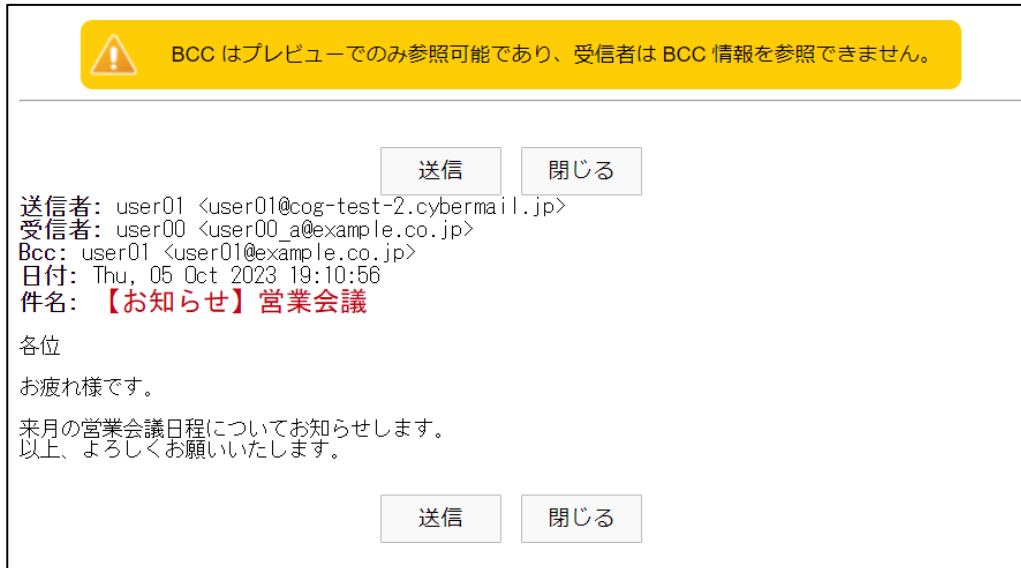 BCC はプレビューでのみ参照可能であり、受信者は BCC 情報を参照できません。
送信 閉じる
送信者: user01 <user01@cog-test-2.cybermail.jp>
受信者: user00 <user00_a@example.co.jp>
Bcc: user01 <user01@example.co.jp>
日付: Thu, 05 Oct 2023 19:10:56
件名: 【お知らせ】営業会議
各位
お疲れ様です。
来月の営業会議日程についてお知らせします。
以上、よろしくお願いいたします。
送信 閉じる